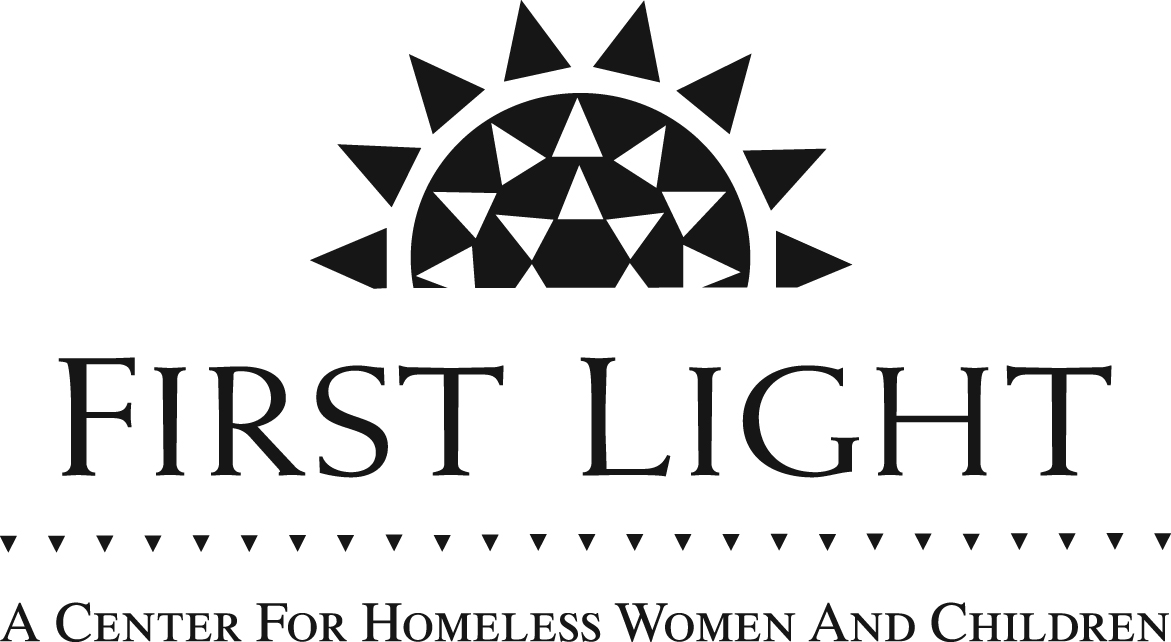 FIRST LIGHT
A CENTER FOR HOMELESS WOMEN AND CHILDREN